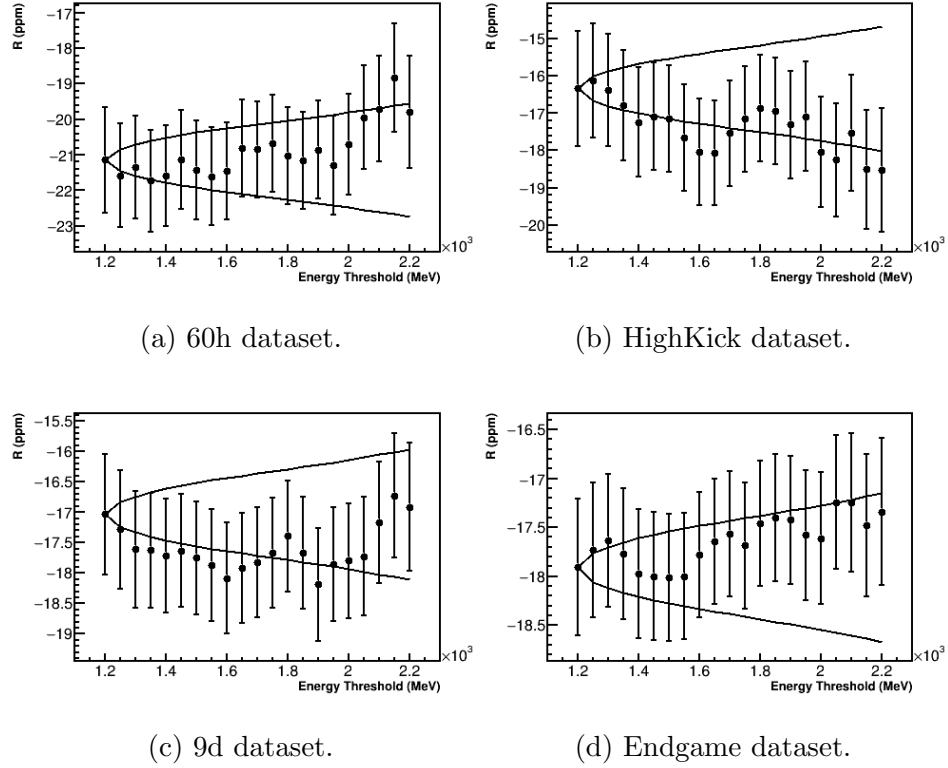 R (ppm)
−17
−18
−19
−20
−21
−22
−23
1.2 1.4 1.6 1.8 2 2.2
×10³
Energy Threshold (MeV)
(a) 60h dataset.
R (ppm)
−15
−16
−17
−18
−19
−20
1.2 1.4 1.6 1.8 2 2.2
×10³
Energy Threshold (MeV)
(b) HighKick dataset.
R (ppm)
−15.5
−16
−16.5
−17
−17.5
−18
−18.5
−19
1.2 1.4 1.6 1.8 2 2.2
×10³
Energy Threshold (MeV)
(c) 9d dataset.
R (ppm)
−16.5
−17
−17.5
−18
−18.5
1.2 1.4 1.6 1.8 2 2.2
×10³
Energy Threshold (MeV)
(d) Endgame dataset.